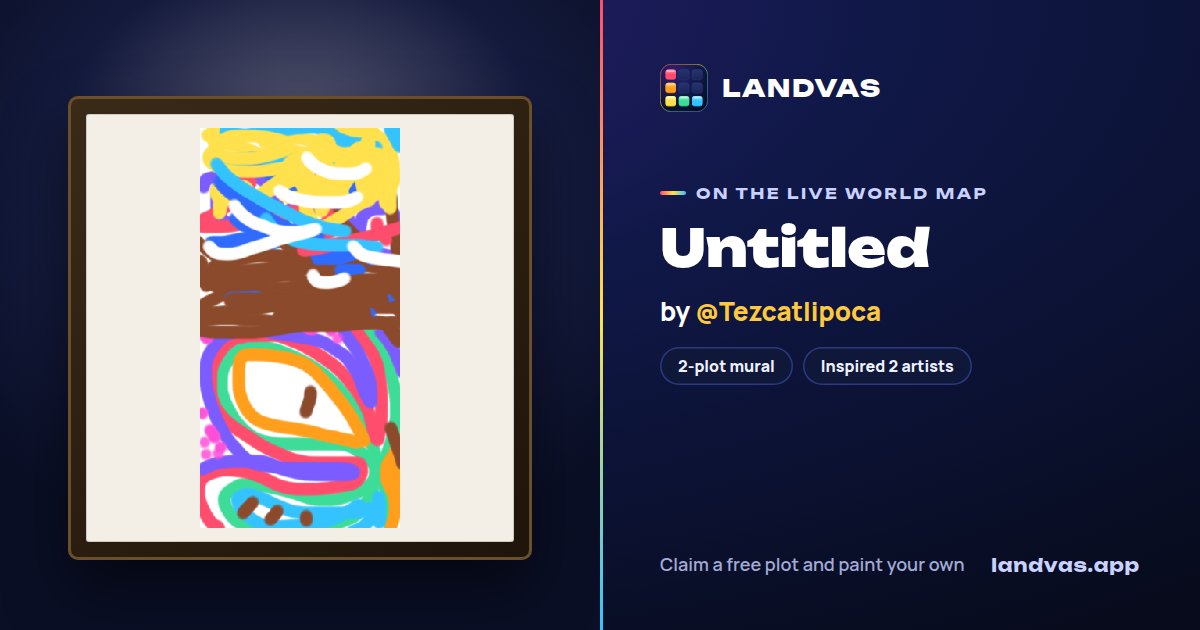 LANDVAS
ON THE LIVE WORLD MAP
Untitled
by @Tezcatlipoca
2-plot mural
Inspired 2 artists
Claim a free plot and paint your own
landvas.app